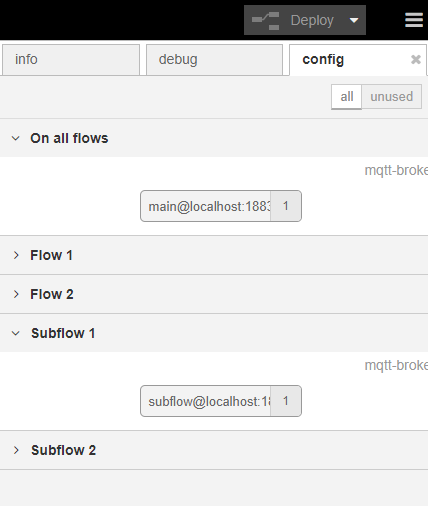 Deploy
info debug config
all unused
On all flows
mqtt-broke
main@localhost:1883 1
Flow 1
Flow 2
Subflow 1
mqtt-broke
subflow@localhost:18 1
Subflow 2